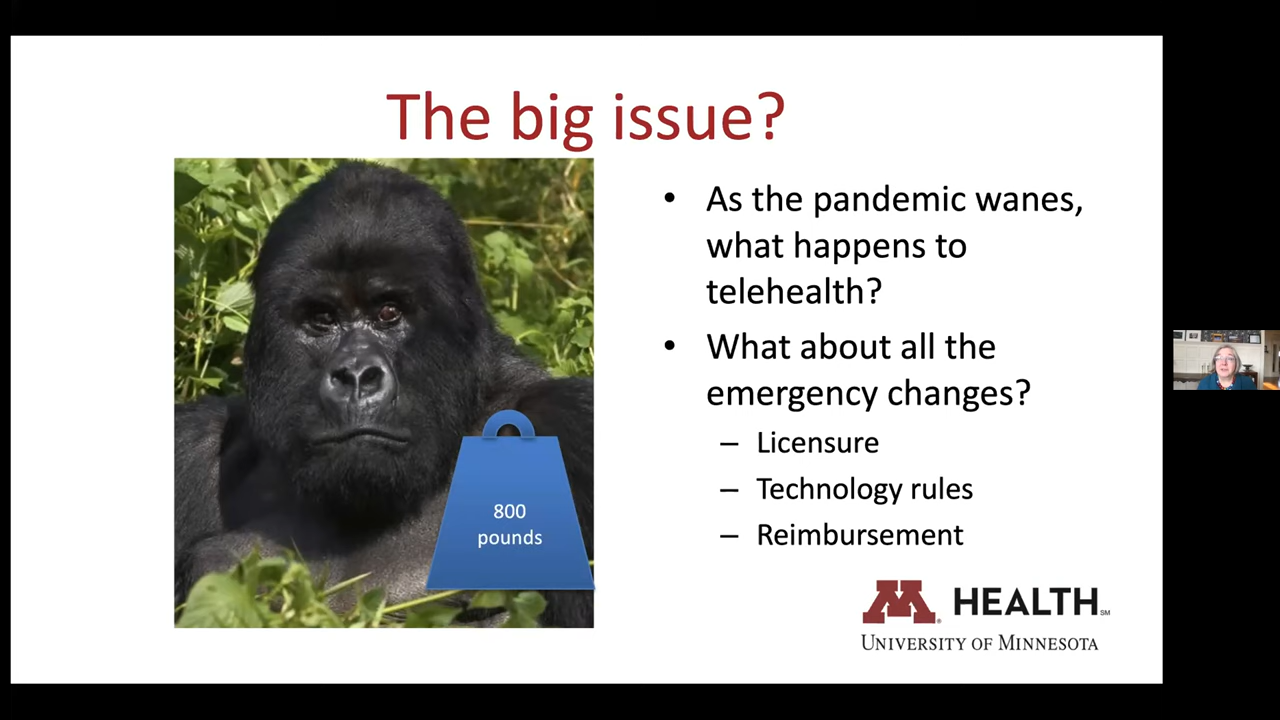 The big issue?
800
pounds
• As the pandemic wanes,
what happens to
telehealth?
• What about all the
emergency changes?
– Licensure
– Technology rules
– Reimbursement
M® HEALTH SM
UNIVERSITY OF MINNESOTA